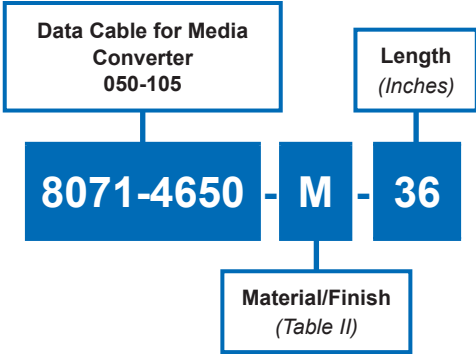 Data Cable for Media
Converter
050-105
Length
(Inches)
8071-4650 - M - 36
Material/Finish
(Table II)